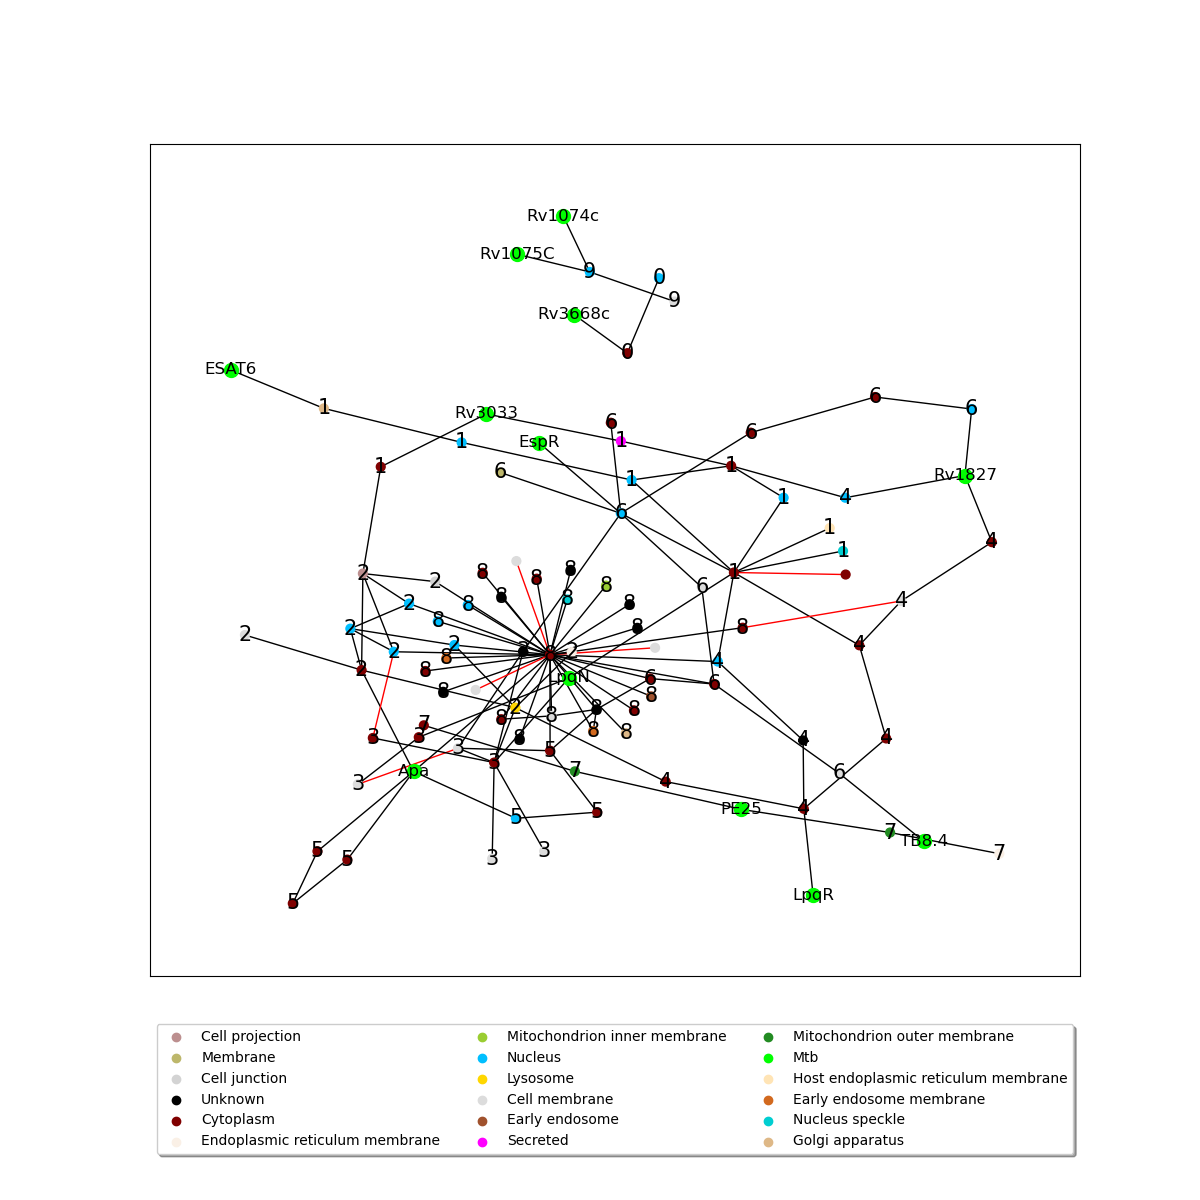 Rv1074c
Rv1075C
9
0
9
Rv3668c
0
ESAT6
1
6
6
Rv3033
6
1
6
1
EspR
1
1
6
Rv1827
1
1
4
6
1
4
1
8
8
8
2
2
8
6
1
2
8
8
8
8
4
2
8
2
8
8
2
2
2
8
4
8
2
4
2
8
LpqN
6
6
8
8
2
8
8
8
8
7
8
8
3
3
8
4
4
3
5
3
7
Apa
6
3
4
PE25
4
5
5
7
TB8.4
5
3
3
7
5
LpqR
5
Cell projection
Membrane
Cell junction
Unknown
Cytoplasm
Endoplasmic reticulum membrane
Mitochondrion inner membrane
Nucleus
Lysosome
Cell membrane
Early endosome
Secreted
Mitochondrion outer membrane
Mtb
Host endoplasmic reticulum membrane
Early endosome membrane
Nucleus speckle
Golgi apparatus